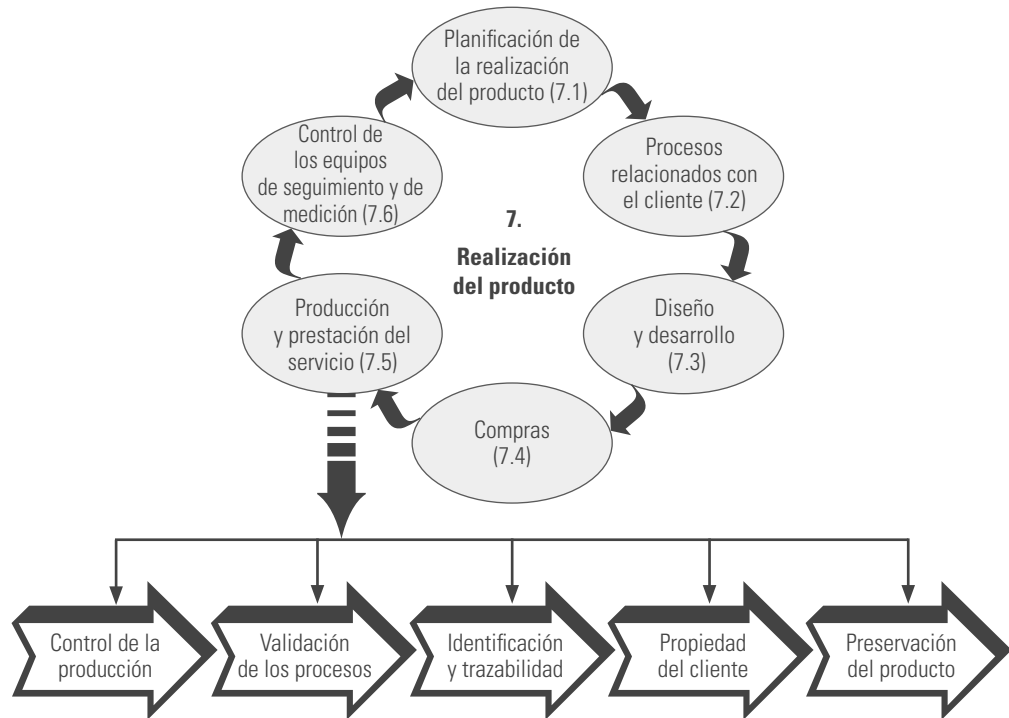 Planificación de
la realización
del producto (7.1)
Procesos
relacionados con
el cliente (7.2)
Diseño
y desarrollo
(7.3)
Compras
(7.4)
Producción
y prestación del
servicio (7.5)
Control de
los equipos
de seguimiento y de
medición (7.6)
7.
Realización
del producto
Control de la
producción
Validación
de los procesos
Identificación
y trazabilidad
Propiedad
del cliente
Preservación
del producto